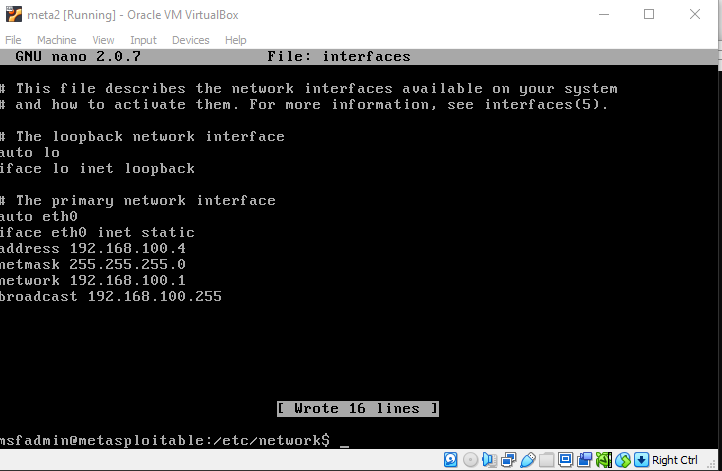 meta2 [Running] - Oracle VM VirtualBox
File Machine View Input Devices Help
GNU nano 2.0.7 File: interfaces
# This file describes the network interfaces available on your system
# and how to activate them. For more information, see interfaces(5).
# The loopback network interface
auto lo
iface lo inet loopback
# The primary network interface
auto eth0
iface eth0 inet static
address 192.168.100.4
netmask 255.255.255.0
network 192.168.100.1
broadcast 192.168.100.255
[ Wrote 16 lines ]
msfadmin@metasploitable:/etc/network$ _
Right Ctrl